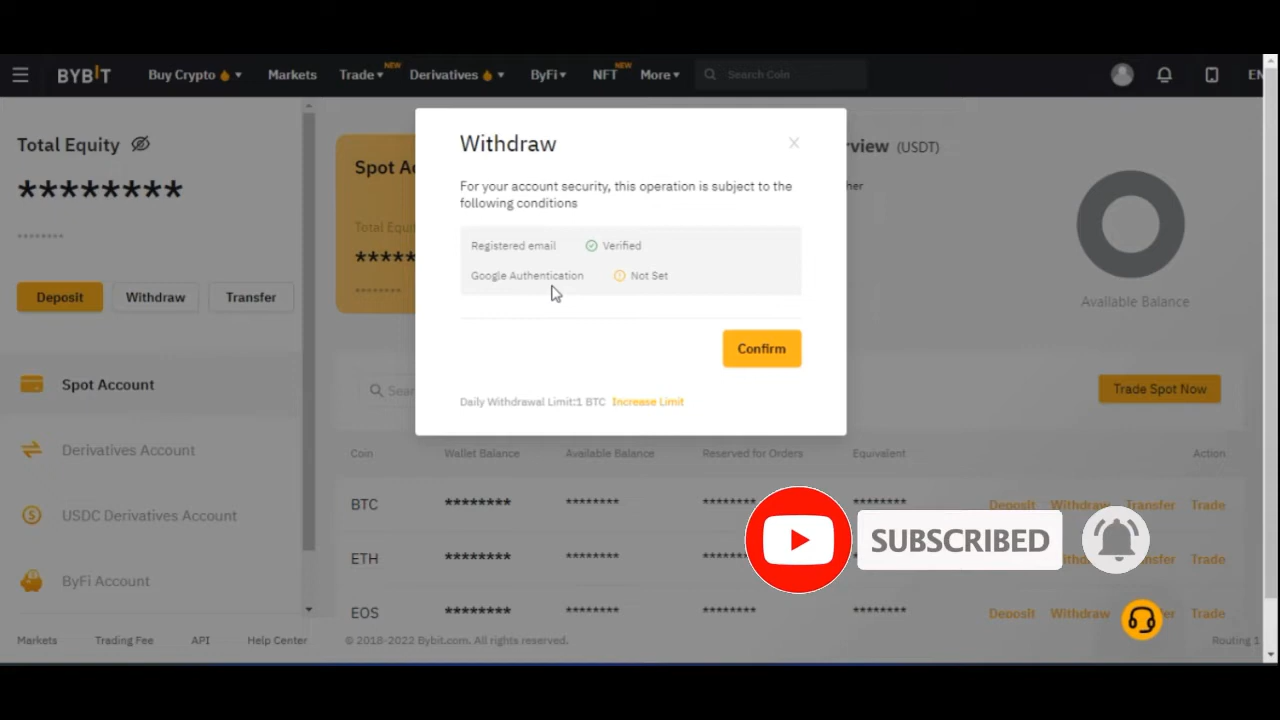 BYBIT Buy Crypto Markets Trade NEW Derivatives ByFi NFT NEW More Search Coin EN
Total Equity
********
********
Deposit Withdraw Transfer
Spot Account
Derivatives Account
USDC Derivatives Account
ByFi Account
Spot
Total Equity
*****
********
(USDT)
Available Balance
Withdraw
For your account security, this operation is subject to the
following conditions
Registered email Verified
Google Authentication Not Set
Confirm
Daily Withdrawal Limit:1 BTC Increase Limit
Trade Spot Now
Coin Wallet Balance Available Balance Reserved for Orders Equivalent Action
BTC ******** ******** ******** ******** Deposit Withdraw Transfer Trade
ETH ******** ******** ******** Trade
EOS ******** ******** ******** ******** Deposit Withdraw Trade
SUBSCRIBED
Markets Trading Fee API Help Center © 2018-2022 Bybit.com. All rights reserved. Routing 1